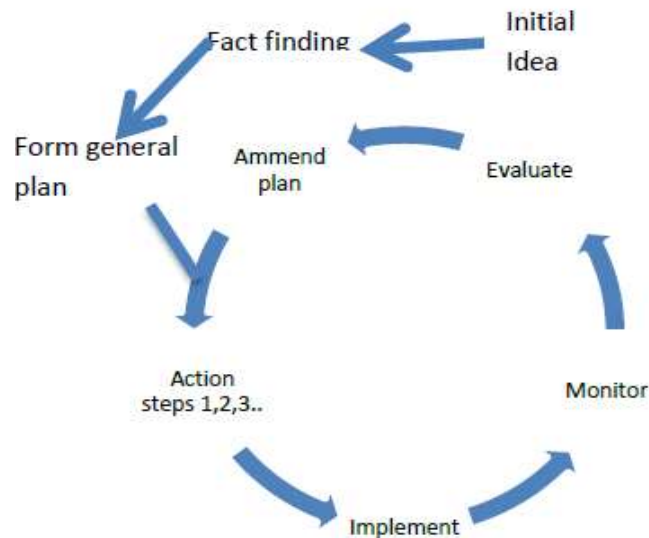 Initial
Idea
Fact finding
Form general
plan
Ammend
plan
Evaluate
Action
steps 1,2,3..
Monitor
Implement